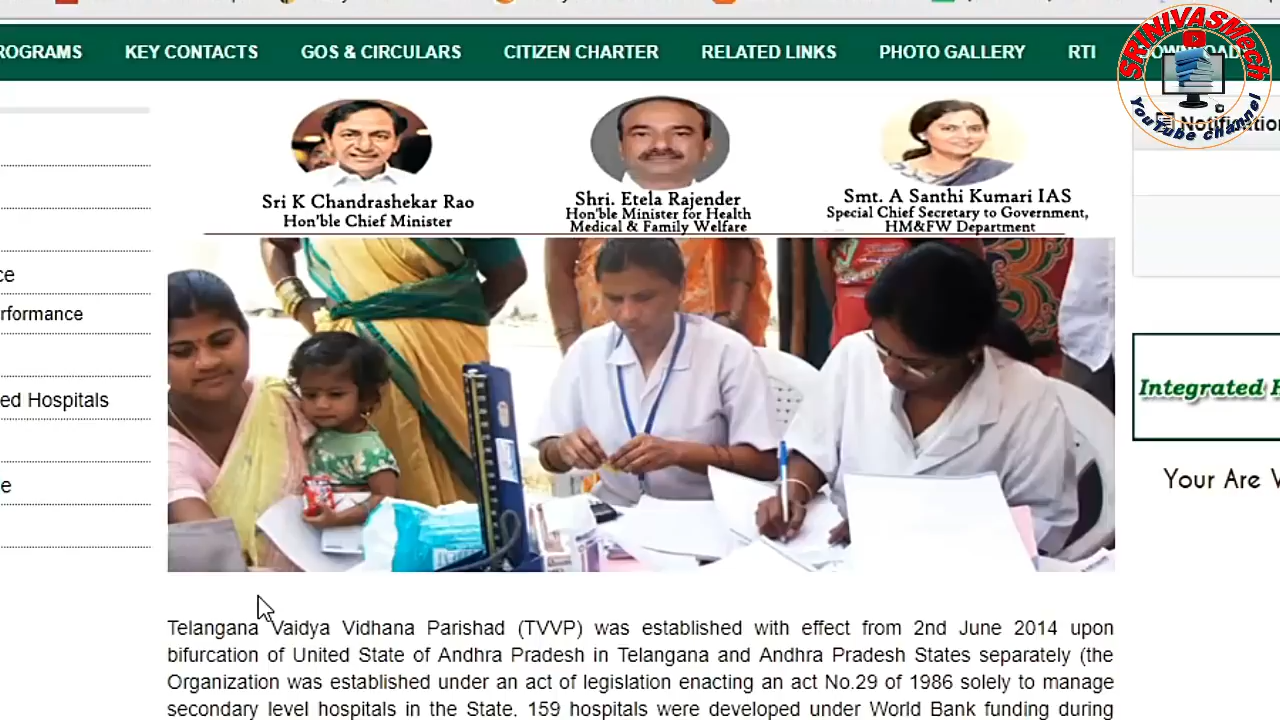 ROGRAMS KEY CONTACTS GOS & CIRCULARS CITIZEN CHARTER RELATED LINKS PHOTO GALLERY RTI
SRINIVASMech
YouTube channel
Sri K Chandrashekar Rao
Hon'ble Chief Minister
Shri. Etela Rajender
Hon'ble Minister for Health
Medical & Family Welfare
Smt. A Santhi Kumari IAS
Special Chief Secretary to Government,
HM&FW Department
ce
rformance
ed Hospitals
e
Integrated
Your Are
Telangana Vaidya Vidhana Parishad (TVVP) was established with effect from 2nd June 2014 upon
bifurcation of United State of Andhra Pradesh in Telangana and Andhra Pradesh States separately (the
Organization was established under an act of legislation enacting an act No.29 of 1986 solely to manage
secondary level hospitals in the State. 159 hospitals were developed under World Bank funding during